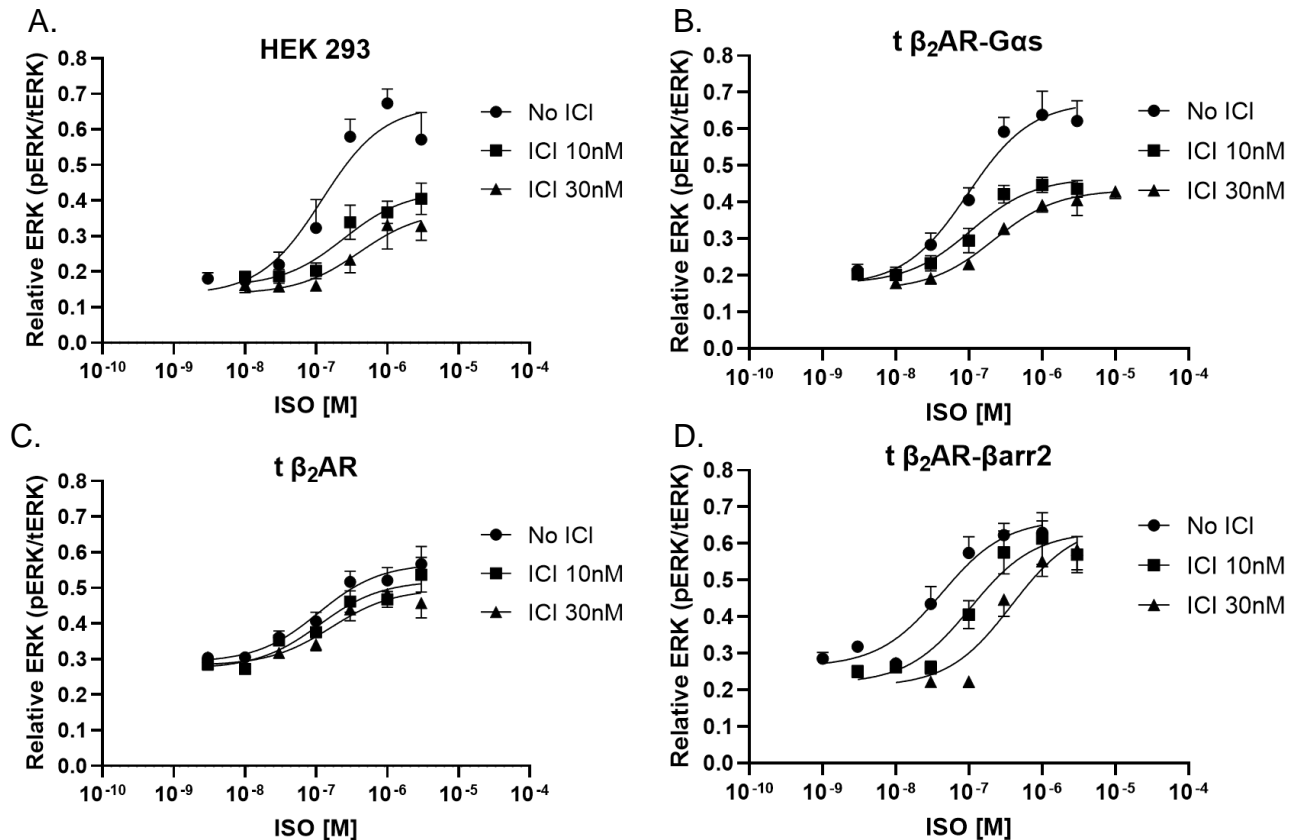 A.
HEK 293
Relative ERK (pERK/tERK)
0.8
0.7
0.6
0.5
0.4
0.3
0.2
0.1
0.0
10-10 10-9 10-8 10-7 10-6 10-5 10-4
ISO [M]
No ICI
ICI 10nM
ICI 30nM
B.
t β2AR-Gαs
Relative ERK (pERK/tERK)
0.8
0.7
0.6
0.5
0.4
0.3
0.2
0.1
0.0
10-10 10-9 10-8 10-7 10-6 10-5 10-4
ISO [M]
No ICI
ICI 10nM
ICI 30nM
C.
t β2AR
Relative ERK (pERK/tERK)
0.8
0.7
0.6
0.5
0.4
0.3
0.2
0.1
0.0
10-10 10-9 10-8 10-7 10-6 10-5 10-4
ISO [M]
No ICI
ICI 10nM
ICI 30nM
D.
t β2AR-βarr2
Relative ERK (pERK/tERK)
0.8
0.7
0.6
0.5
0.4
0.3
0.2
0.1
0.0
10-10 10-9 10-8 10-7 10-6 10-5 10-4
ISO [M]
No ICI
ICI 10nM
ICI 30nM